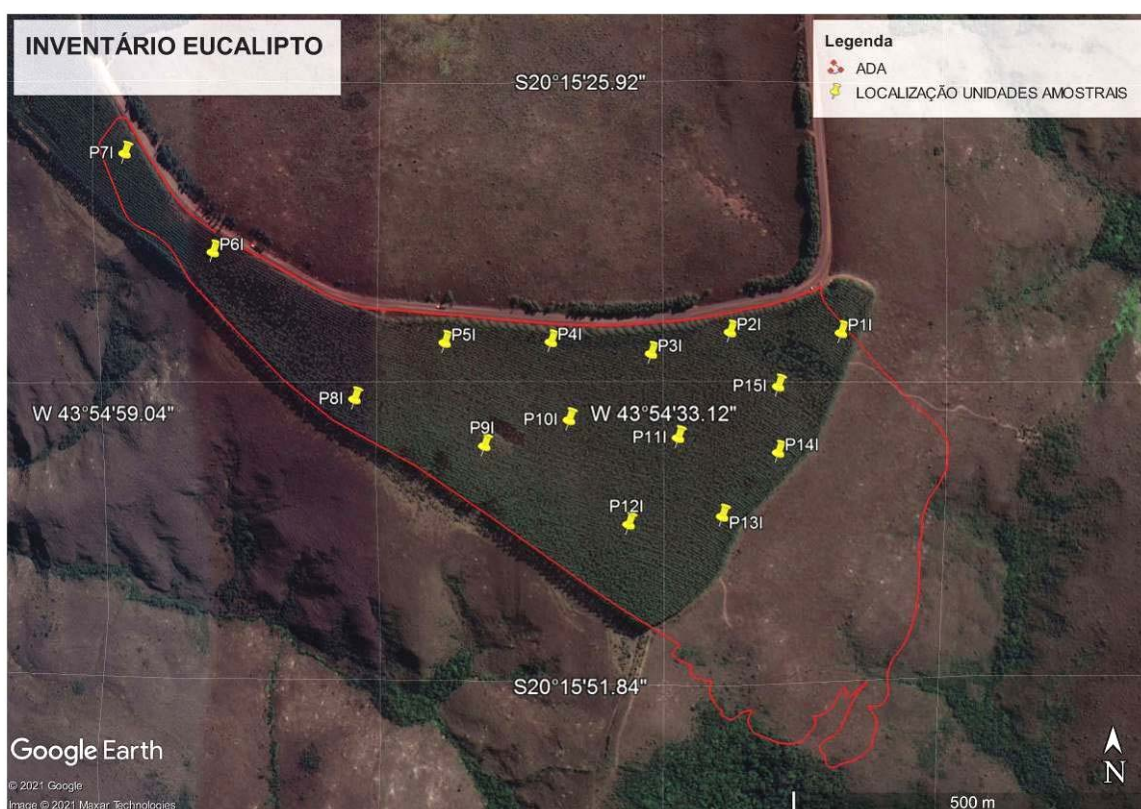 INVENTÁRIO EUCALIPTO
Legenda
ADA
LOCALIZAÇÃO UNIDADES AMOSTRAIS
S20°15'25.92"
P7I
P6I
P5I
P4I
P3I
P2I
P1I
P15I
P8I
W 43°54'59.04"
P10I
W 43°54'33.12"
P9I
P11I
P14I
P12I
P13I
S20°15'51.84"
Google Earth
N
© 2021 Google
Image © 2021 Maxar Technologies
500 m